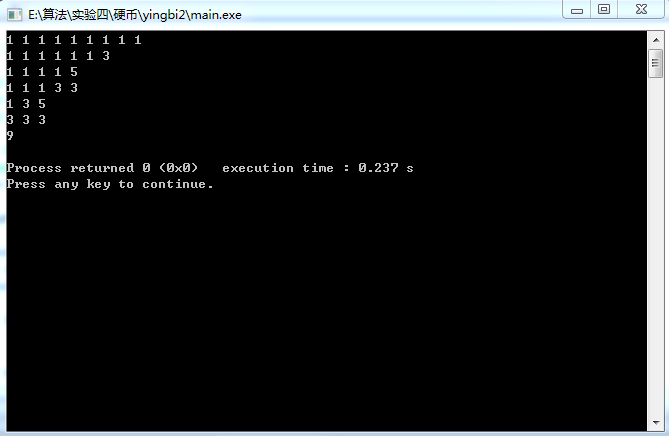 E:\算法\实验四\硬币\yingbi2\main.exe
1 1 1 1 1 1 1 1 1
1 1 1 1 1 1 3
1 1 1 1 5
1 1 1 3 3
1 3 5
3 3 3
9
Process returned 0 (0x0)   execution time : 0.237 s
Press any key to continue.